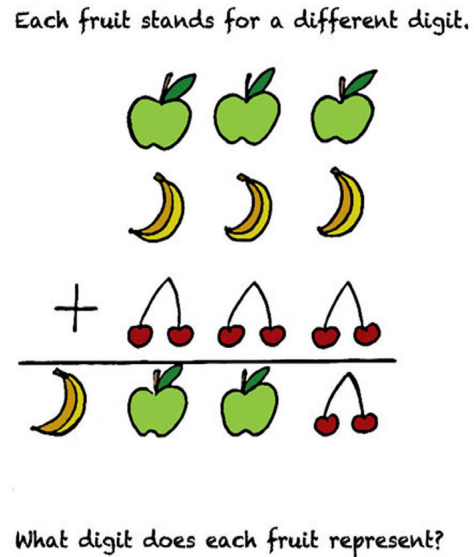 Each fruit stands for a different digit.
+
What digit does each fruit represent?